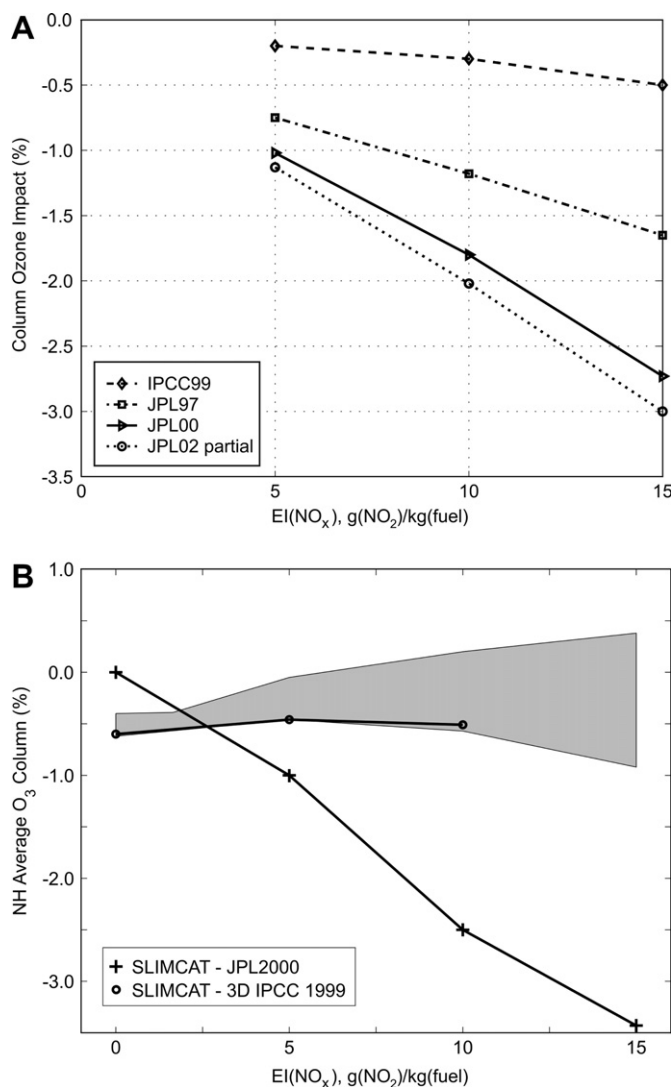 A
0.0
-0.5
-1.0
-1.5
-2.0
-2.5
-3.0
-3.5
Column Ozone Impact (%)
IPCC99
JPL97
JPL00
JPL02 partial
0 5 10 15
EI(NOx), g(NO2)/kg(fuel)
B
1.0
0.0
-1.0
-2.0
-3.0
NH Average O3 Column (%)
SLIMCAT - JPL2000
SLIMCAT - 3D IPCC 1999
0 5 10 15
EI(NOx), g(NO2)/kg(fuel)